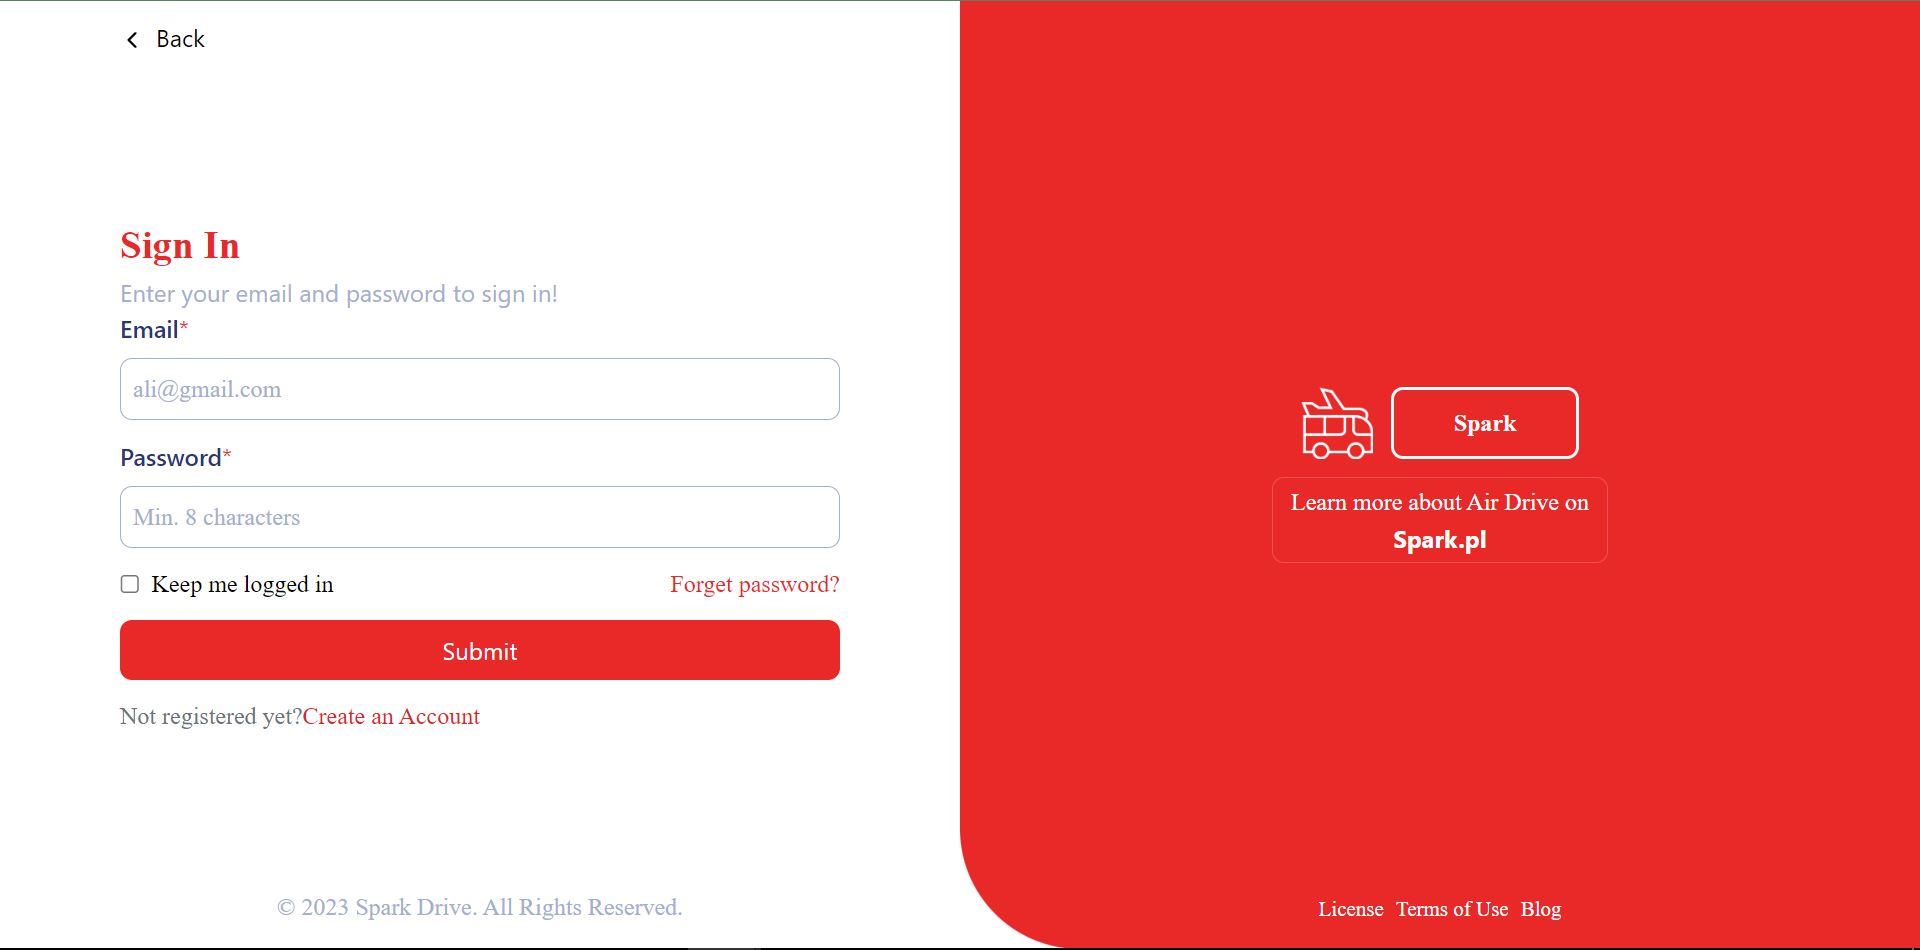 Back
Sign In
Enter your email and password to sign in!
Email*
ali@gmail.com
Password*
Min. 8 characters
Keep me logged in
Forget password?
Submit
Not registered yet?Create an Account
© 2023 Spark Drive. All Rights Reserved.
Spark
Learn more about Air Drive on
Spark.pl
License Terms of Use Blog